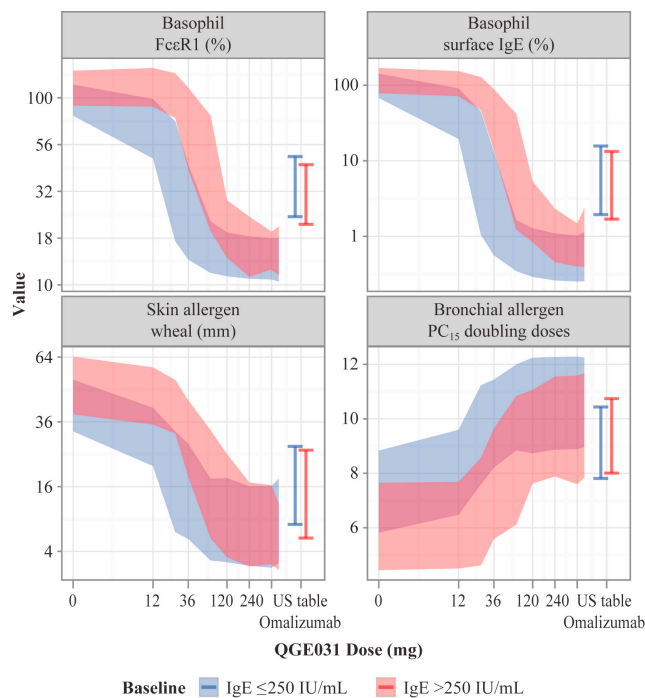 Basophil
FcεR1 (%)
Basophil
surface IgE (%)
100
56
32
18
10
100
10
1
Value
Skin allergen
wheal (mm)
Bronchial allergen
PC₁₅ doubling doses
64
36
16
4
12
10
8
6
0 12 36 120 240 US table
Omalizumab
0 12 36 120 240 US table
Omalizumab
QGE031 Dose (mg)
Baseline IgE ≤250 IU/mL IgE >250 IU/mL